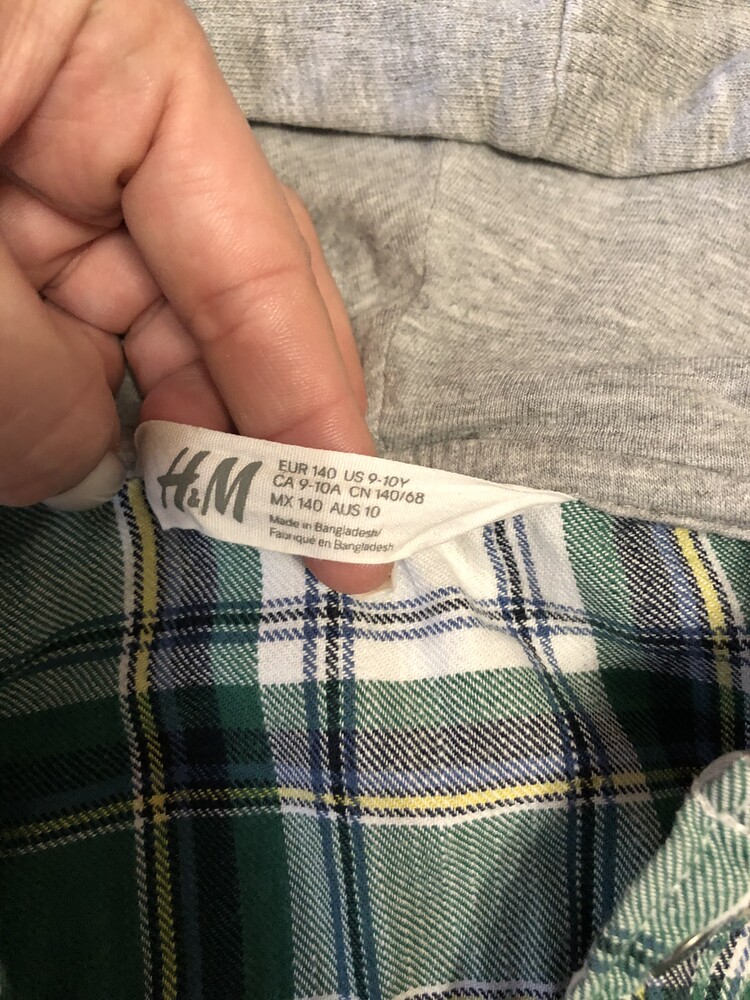 H&M
EUR 140 US 9-10Y
CA 9-10A CN 140/68
MX 140 AUS 10
Made in Bangladesh/
Fabriqué en Bangladesh